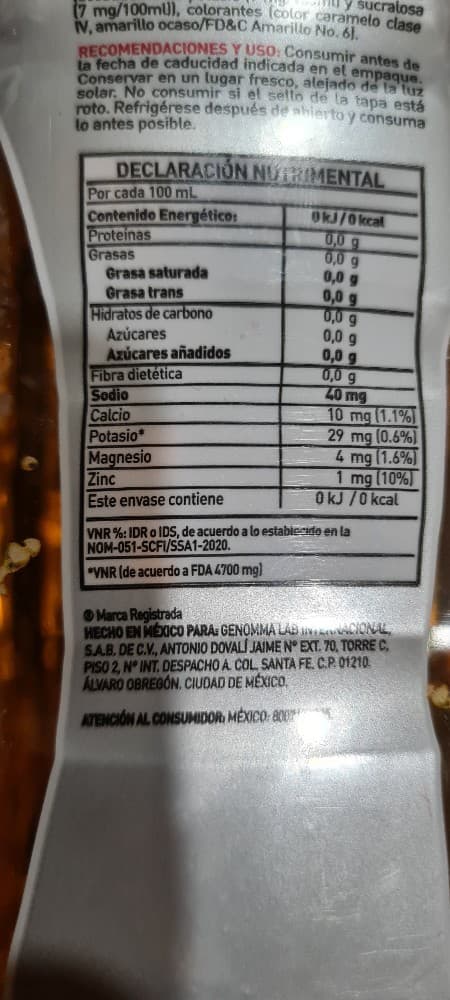 (7 mg/100ml)), colorantes (color caramelo clase
IV, amarillo ocaso/FD&C Amarillo No. 6).
RECOMENDACIONES Y USO: Consumir antes de
la fecha de caducidad indicada en el empaque.
Conservar en un lugar fresco, alejado de la luz
solar. No consumir si el sello de la tapa está
roto. Refrigérese después de abierto y consuma
lo antes posible.
DECLARACIÓN NUTRIMENTAL
Por cada 100 mL
Contenido Energético: 0 kJ/0 kcal
Proteínas 0,0 g
Grasas 0,0 g
Grasa saturada 0,0 g
Grasa trans 0,0 g
Hidratos de carbono 0,0 g
Azúcares 0,0 g
Azúcares añadidos 0,0 g
Fibra dietética 0,0 g
Sodio 40 mg
Calcio 10 mg (1.1%)
Potasio* 29 mg (0.6%)
Magnesio 4 mg (1.6%)
Zinc 1 mg (10%)
Este envase contiene 0 kJ /0 kcal
VNR %: IDR o IDS, de acuerdo a lo establecido en la
NOM-051-SCFI/SSA1-2020.
*VNR (de acuerdo a FDA 4700 mg)
® Marca Registrada
HECHO EN MÉXICO PARA: GENOMMA LAB INTERNACIONAL,
S.A.B. DE C.V., ANTONIO DOVALÍ JAIME N° EXT. 70, TORRE C,
PISO 2, N° INT. DESPACHO A. COL. SANTA FE. C.P. 01210.
ÁLVARO OBREGÓN. CIUDAD DE MÉXICO.
ATENCIÓN AL CONSUMIDOR: MÉXICO: